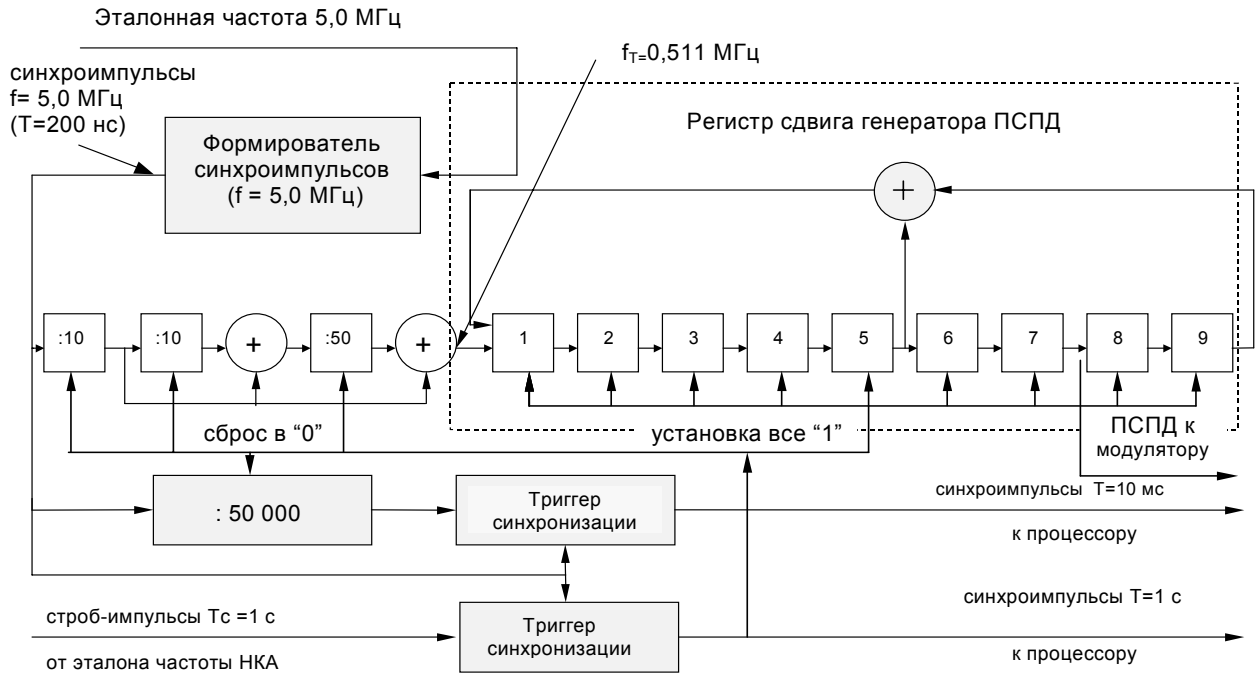 Эталонная частота 5,0 МГц
fT=0,511 МГц
синхроимпульсы
f= 5,0 МГц
(T=200 нс)
Формирователь
синхроимпульсов
(f = 5,0 МГц)
Регистр сдвига генератора ПСПД
+
:10
:10
+
:50
+
1
2
3
4
5
6
7
8
9
сброс в “0”
установка все “1”
ПСПД к
модулятору
: 50 000
Триггер
синхронизации
синхроимпульсы T=10 мс
к процессору
строб-импульсы Тс =1 с
от эталона частоты НКА
Триггер
синхронизации
синхроимпульсы T=1 с
к процессору